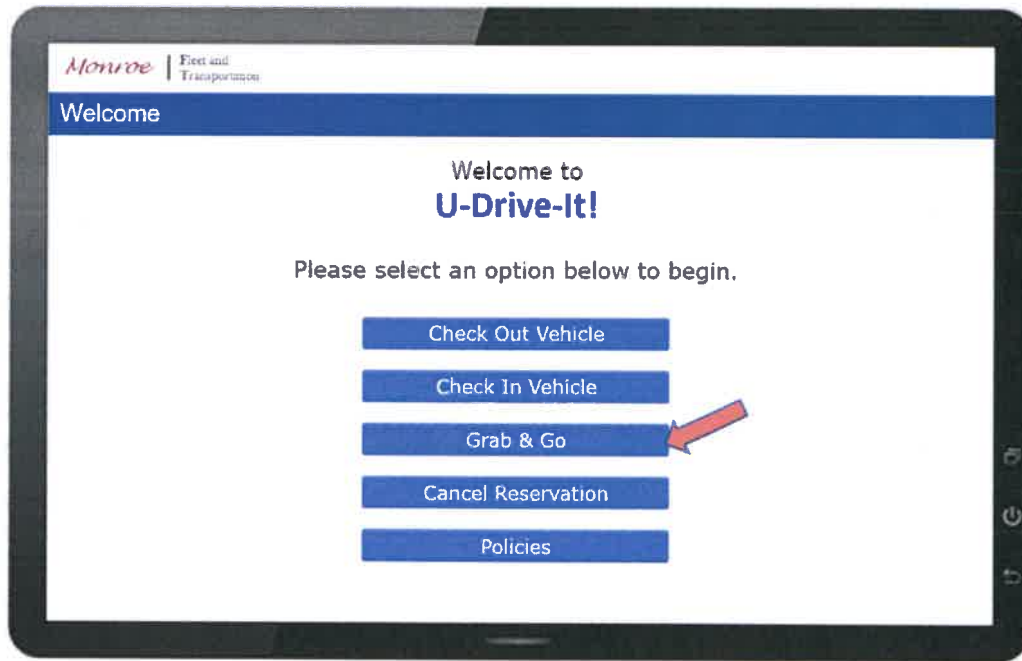 Monroe
Fleet and
Transportation
Welcome
Welcome to
U-Drive-It!
Please select an option below to begin.
Check Out Vehicle
Check In Vehicle
Grab & Go
Cancel Reservation
Policies